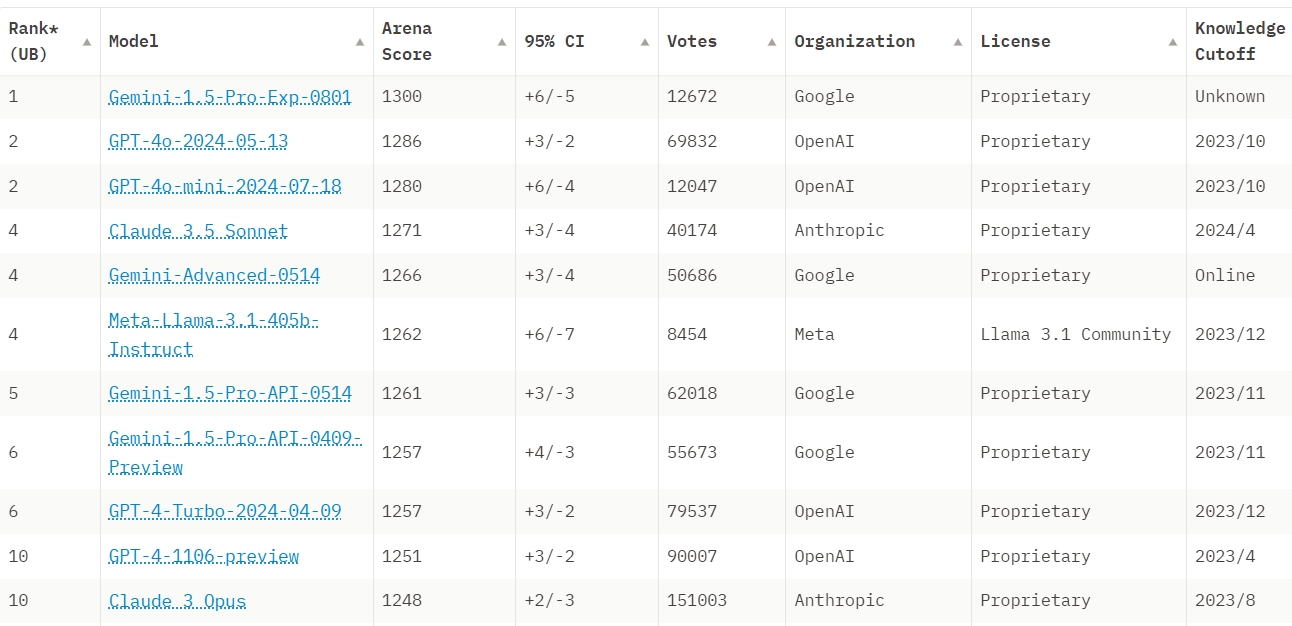 Rank* (UB) Model Arena Score 95% CI Votes Organization License Knowledge Cutoff
1 Gemini-1.5-Pro-Exp-0801 1300 +6/-5 12672 Google Proprietary Unknown
2 GPT-4o-2024-05-13 1286 +3/-2 69832 OpenAI Proprietary 2023/10
2 GPT-4o-mini-2024-07-18 1280 +6/-4 12047 OpenAI Proprietary 2023/10
4 Claude 3.5 Sonnet 1271 +3/-4 40174 Anthropic Proprietary 2024/4
4 Gemini-Advanced-0514 1266 +3/-4 50686 Google Proprietary Online
4 Meta-Llama-3.1-405b-Instruct 1262 +6/-7 8454 Meta Llama 3.1 Community 2023/12
5 Gemini-1.5-Pro-API-0514 1261 +3/-3 62018 Google Proprietary 2023/11
6 Gemini-1.5-Pro-API-0409-Preview 1257 +4/-3 55673 Google Proprietary 2023/11
6 GPT-4-Turbo-2024-04-09 1257 +3/-2 79537 OpenAI Proprietary 2023/12
10 GPT-4-1106-preview 1251 +3/-2 90007 OpenAI Proprietary 2023/4
10 Claude 3 Opus 1248 +2/-3 151003 Anthropic Proprietary 2023/8